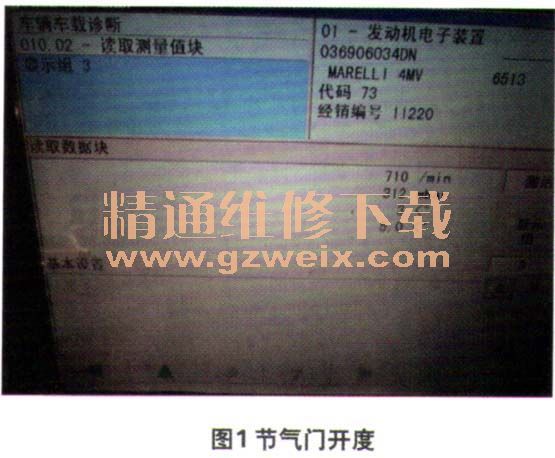 车辆车载诊断
010.02 - 读取测量值块
显示组 3
01 - 发动机电子装置
036906034DN
MARELLI 4MV 6513
代码 73
经销编号 11220
读取数据块
710 /min
312
精通维修下载
www.gzweix.com
基本设置
图1 节气门开度